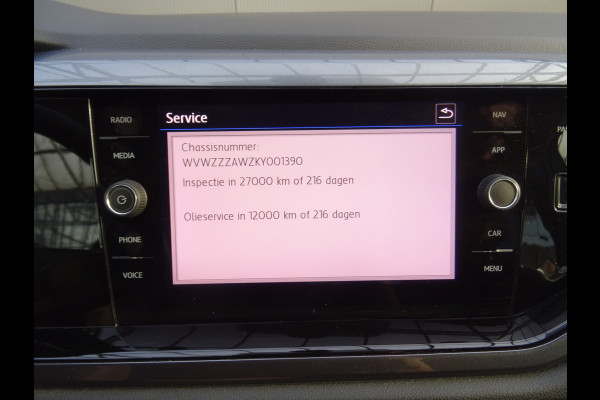 RADIO
Service
NAV
MEDIA
APP
Chassisnummer:
WVWZZZAWZKY001390
Inspectie in 27000 km of 216 dagen
Olieservice in 12000 km of 216 dagen
PHONE
CAR
VOICE
MENU